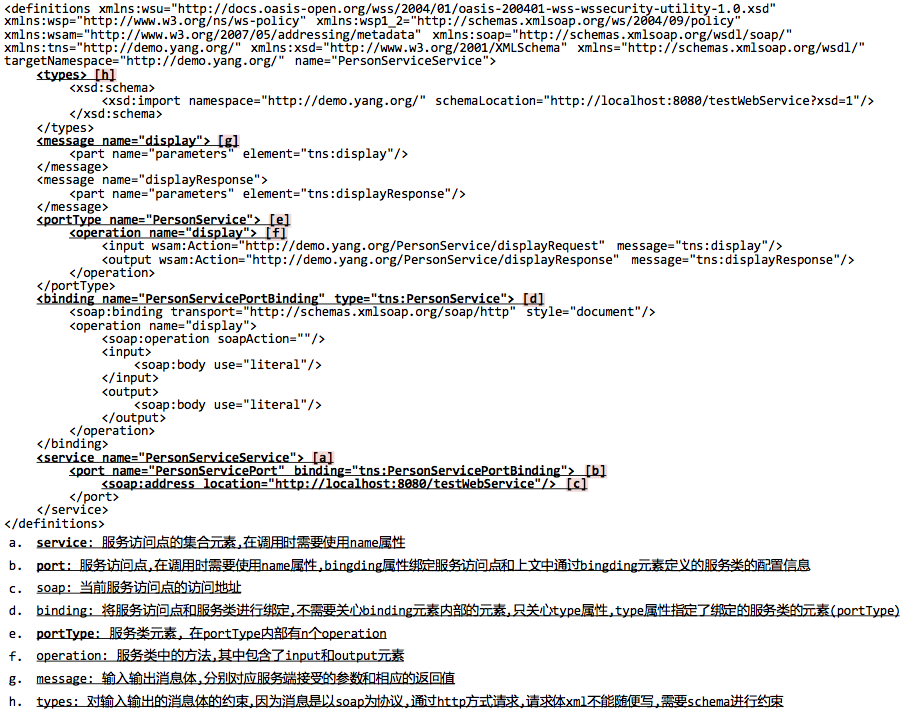 <definitions xmlns:wsu="http://docs.oasis-open.org/wss/2004/01/oasis-200401-wss-wssecurity-utility-1.0.xsd"
xmlns:wsp="http://www.w3.org/ns/ws-policy" xmlns:wsp1_2="http://schemas.xmlsoap.org/ws/2004/09/policy"
xmlns:wsam="http://www.w3.org/2007/05/addressing/metadata" xmlns:soap="http://schemas.xmlsoap.org/wsdl/soap/"
xmlns:tns="http://demo.yang.org/" xmlns:xsd="http://www.w3.org/2001/XMLSchema" xmlns="http://schemas.xmlsoap.org/wsdl/"
targetNamespace="http://demo.yang.org/" name="PersonServiceService">
<types> [h]
<xsd:schema>
<xsd:import namespace="http://demo.yang.org/" schemaLocation="http://localhost:8080/testWebService?xsd=1"/>
</xsd:schema>
</types>
<message name="display"> [g]
<part name="parameters" element="tns:display"/>
</message>
<message name="displayResponse">
<part name="parameters" element="tns:displayResponse"/>
</message>
<portType name="PersonService"> [e]
<operation name="display"> [f]
<input wsam:Action="http://demo.yang.org/PersonService/displayRequest" message="tns:display"/>
<output wsam:Action="http://demo.yang.org/PersonService/displayResponse" message="tns:displayResponse"/>
</operation>
</portType>
<binding name="PersonServicePortBinding" type="tns:PersonService"> [d]
<soap:binding transport="http://schemas.xmlsoap.org/soap/http" style="document"/>
<operation name="display">
<soap:operation soapAction=""/>
<input>
<soap:body use="literal"/>
</input>
<output>
<soap:body use="literal"/>
</output>
</operation>
</binding>
<service name="PersonServiceService"> [a]
<port name="PersonServicePort" binding="tns:PersonServicePortBinding"> [b]
<soap:address location="http://localhost:8080/testWebService"/> [c]
</port>
</service>
</definitions>
a. service: 服务访问点的集合元素,在调用时需要使用name属性
b. port: 服务访问点,在调用时需要使用name属性,bingding属性绑定服务访问点和上文中通过bingding元素定义的服务类的配置信息
c. soap: 当前服务访问点的访问地址
d. binding: 将服务访问点和服务类进行绑定,不需要关心binding元素内部的元素,只关心type属性,type属性指定了绑定的服务类的元素(portType)
e. portType: 服务类元素, 在portType内部有n个operation
f. operation: 服务类中的方法,其中包含了input和output元素
g. message: 输入输出消息体,分别对应服务端接受的参数和相应的返回值
h. types: 对输入输出的消息体的约束,因为消息是以soap为协议,通过http方式请求,请求体xml不能随便写,需要schema进行约束